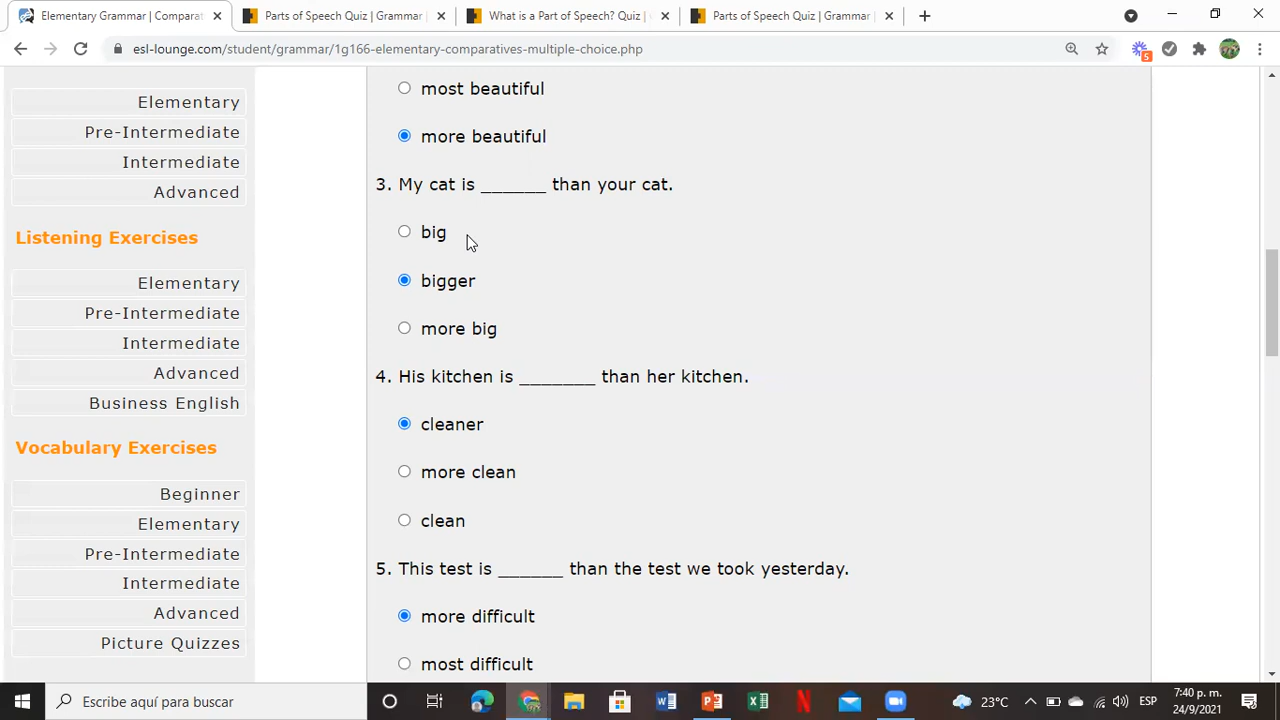 Elementary Grammar | Comparat
Parts of Speech Quiz | Grammar |
What is a Part of Speech? Quiz |
Parts of Speech Quiz | Grammar
esl-lounge.com/student/grammar/1g166-elementary-comparatives-multiple-choice.php
5
Elementary
Pre-Intermediate
Intermediate
Advanced
Listening Exercises
Elementary
Pre-Intermediate
Intermediate
Advanced
Business English
Vocabulary Exercises
Beginner
Elementary
Pre-Intermediate
Intermediate
Advanced
Picture Quizzes
most beautiful
more beautiful
3. My cat is ______ than your cat.
big
bigger
more big
4. His kitchen is _______ than her kitchen.
cleaner
more clean
clean
5. This test is ______ than the test we took yesterday.
more difficult
most difficult
Escribe aquí para buscar
23°C
ESP
7:40 p. m.
24/9/2021